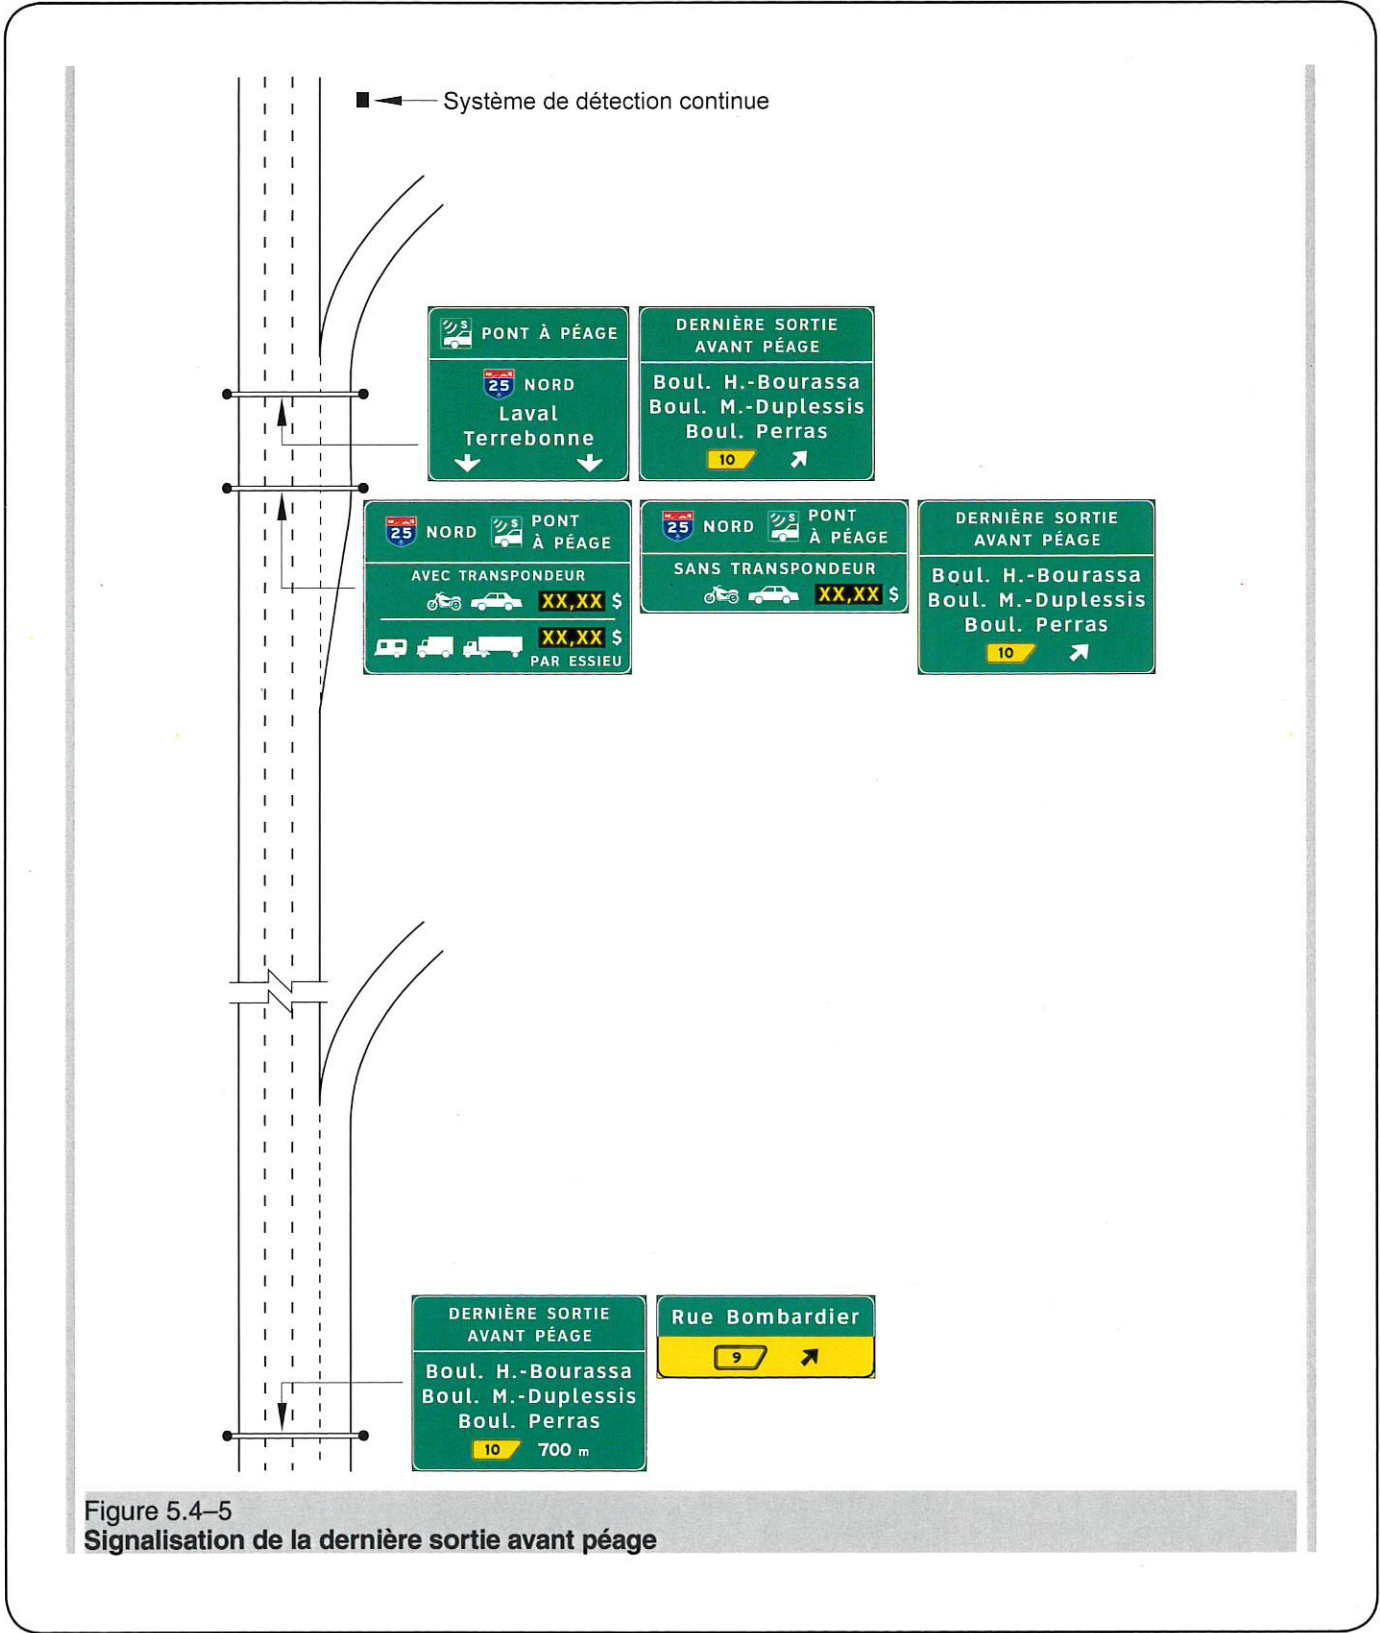 Système de détection continue
S PONT À PÉAGE
25 NORD
Laval
Terrebonne
DERNIÈRE SORTIE
AVANT PÉAGE
Boul. H.-Bourassa
Boul. M.-Duplessis
Boul. Perras
10
25 NORD S PONT
À PÉAGE
AVEC TRANSPONDEUR
XX,XX $
XX,XX $
PAR ESSIEU
25 NORD S PONT
À PÉAGE
SANS TRANSPONDEUR
XX,XX $
DERNIÈRE SORTIE
AVANT PÉAGE
Boul. H.-Bourassa
Boul. M.-Duplessis
Boul. Perras
10
DERNIÈRE SORTIE
AVANT PÉAGE
Boul. H.-Bourassa
Boul. M.-Duplessis
Boul. Perras
10 700 m
Rue Bombardier
9
Figure 5.4–5
Signalisation de la dernière sortie avant péage